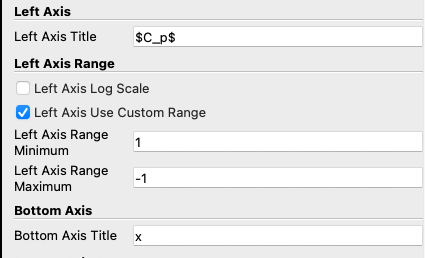 Left Axis
Left Axis Title $C_p$
Left Axis Range
Left Axis Log Scale
Left Axis Use Custom Range
Left Axis Range
Minimum
1
Left Axis Range
Maximum
-1
Bottom Axis
Bottom Axis Title x